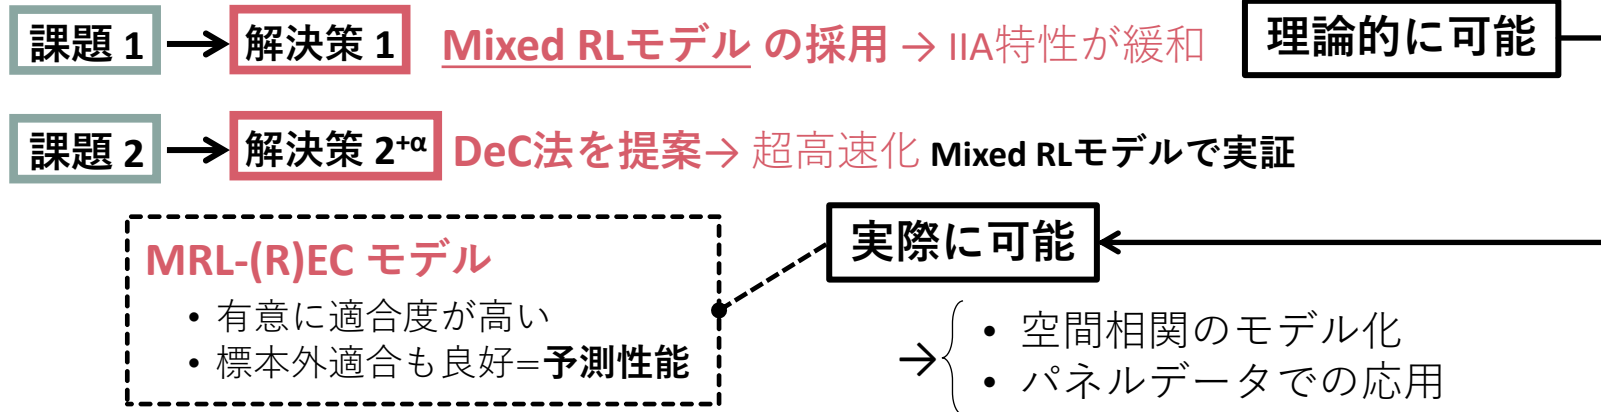 課題 1 → 解決策 1 Mixed RLモデル の採用 → IIA特性が緩和 理論的に可能
課題 2 → 解決策 2+α DeC法を提案→ 超高速化 Mixed RLモデルで実証
MRL-(R)EC モデル
• 有意に適合度が高い
• 標本外適合も良好=予測性能
実際に可能
→ • 空間相関のモデル化
• パネルデータでの応用